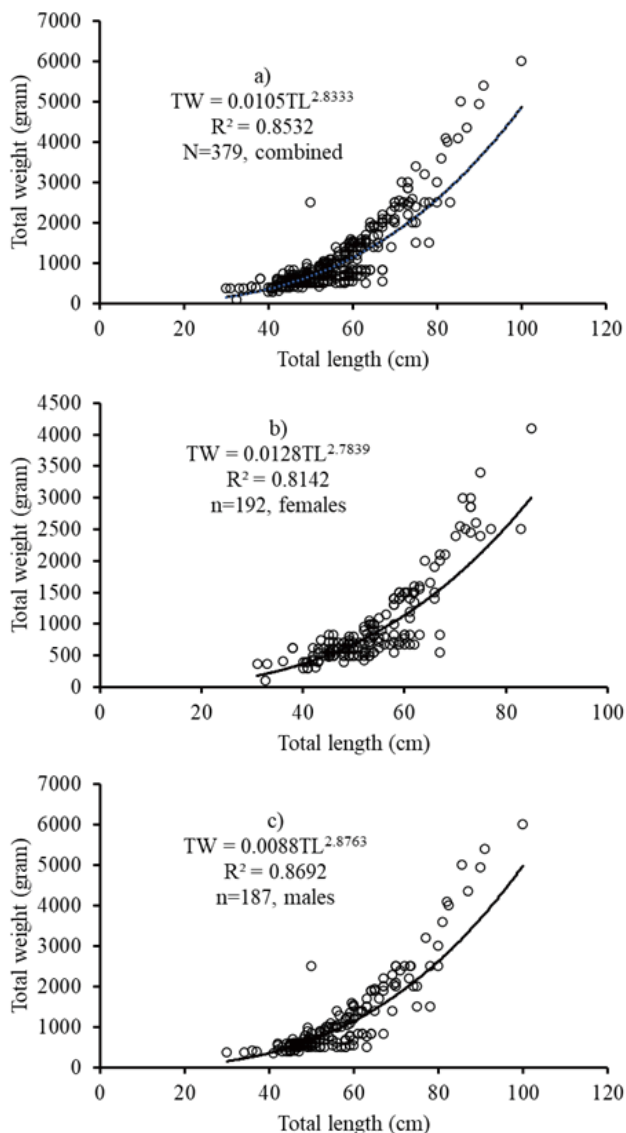 7000
6000
5000
4000
3000
2000
1000
0
Total weight (gram)
a)
TW = 0.0105TL^2.8333
R² = 0.8532
N=379, combined
0 20 40 60 80 100 120
Total length (cm)
4500
4000
3500
3000
2500
2000
1500
1000
500
0
Total weight (gram)
b)
TW = 0.0128TL^2.7839
R² = 0.8142
n=192, females
0 20 40 60 80 100
Total length (cm)
7000
6000
5000
4000
3000
2000
1000
0
Total weight (gram)
c)
TW = 0.0088TL^2.8763
R² = 0.8692
n=187, males
0 20 40 60 80 100 120
Total length (cm)